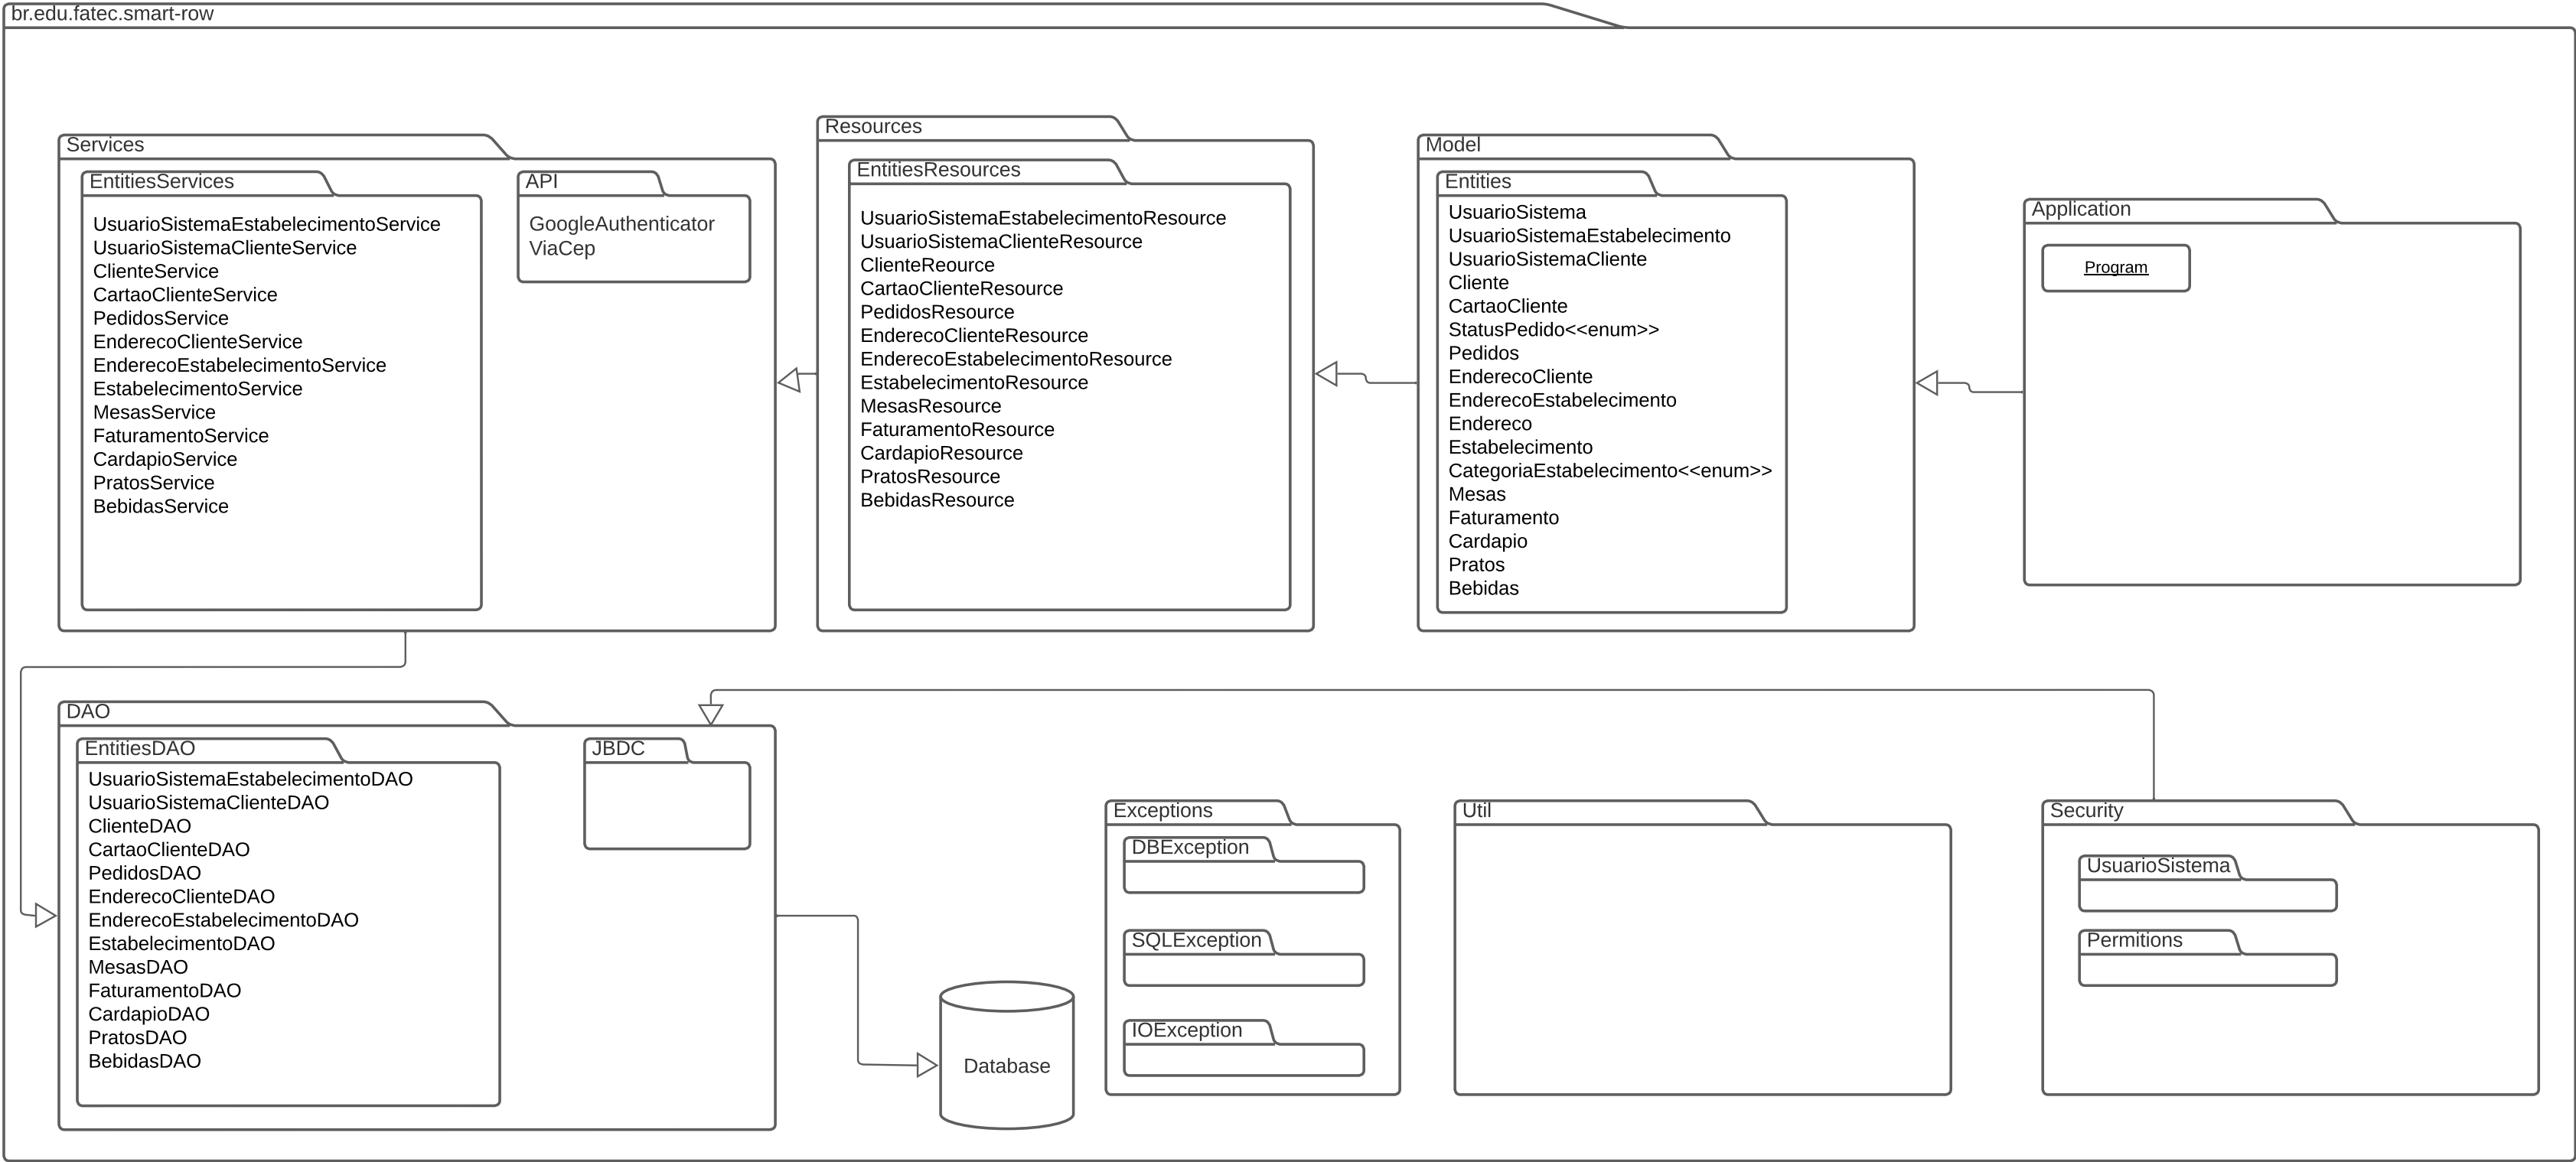 br.edu.fatec.smart-row
Services
EntitiesServices
UsuarioSistemaEstabelecimentoService
UsuarioSistemaClienteService
ClienteService
CartaoClienteService
PedidosService
EnderecoClienteService
EnderecoEstabelecimentoService
EstabelecimentoService
MesasService
FaturamentoService
CardapioService
PratosService
BebidasService
API
GoogleAuthenticator
ViaCep
Resources
EntitiesResources
UsuarioSistemaEstabelecimentoResource
UsuarioSistemaClienteResource
ClienteReource
CartaoClienteResource
PedidosResource
EnderecoClienteResource
EnderecoEstabelecimentoResource
EstabelecimentoResource
MesasResource
FaturamentoResource
CardapioResource
PratosResource
BebidasResource
Model
Entities
UsuarioSistema
UsuarioSistemaEstabelecimento
UsuarioSistemaCliente
Cliente
CartaoCliente
StatusPedido<<enum>>
Pedidos
EnderecoCliente
EnderecoEstabelecimento
Endereco
Estabelecimento
CategoriaEstabelecimento<<enum>>
Mesas
Faturamento
Cardapio
Pratos
Bebidas
Application
Program
DAO
EntitiesDAO
UsuarioSistemaEstabelecimentoDAO
UsuarioSistemaClienteDAO
ClienteDAO
CartaoClienteDAO
PedidosDAO
EnderecoClienteDAO
EnderecoEstabelecimentoDAO
EstabelecimentoDAO
MesasDAO
FaturamentoDAO
CardapioDAO
PratosDAO
BebidasDAO
JBDC
Database
Exceptions
DBException
SQLException
IOException
Util
Security
UsuarioSistema
Permitions